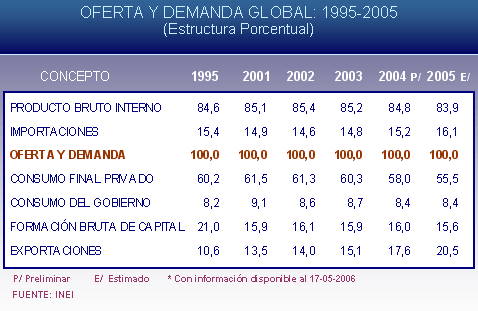 OFERTA Y DEMANDA GLOBAL: 1995-2005
(Estructura Porcentual)
CONCEPTO 1995 2001 2002 2003 2004 P/ 2005 E/
PRODUCTO BRUTO INTERNO 84,6 85,1 85,4 85,2 84,8 83,9
IMPORTACIONES 15,4 14,9 14,6 14,8 15,2 16,1
OFERTA Y DEMANDA 100,0 100,0 100,0 100,0 100,0 100,0
CONSUMO FINAL PRIVADO 60,2 61,5 61,3 60,3 58,0 55,5
CONSUMO DEL GOBIERNO 8,2 9,1 8,6 8,7 8,4 8,4
FORMACIÓN BRUTA DE CAPITAL 21,0 15,9 16,1 15,9 16,0 15,6
EXPORTACIONES 10,6 13,5 14,0 15,1 17,6 20,5
P/ Preliminar E/ Estimado * Con información disponible al 17-05-2006
FUENTE: INEI